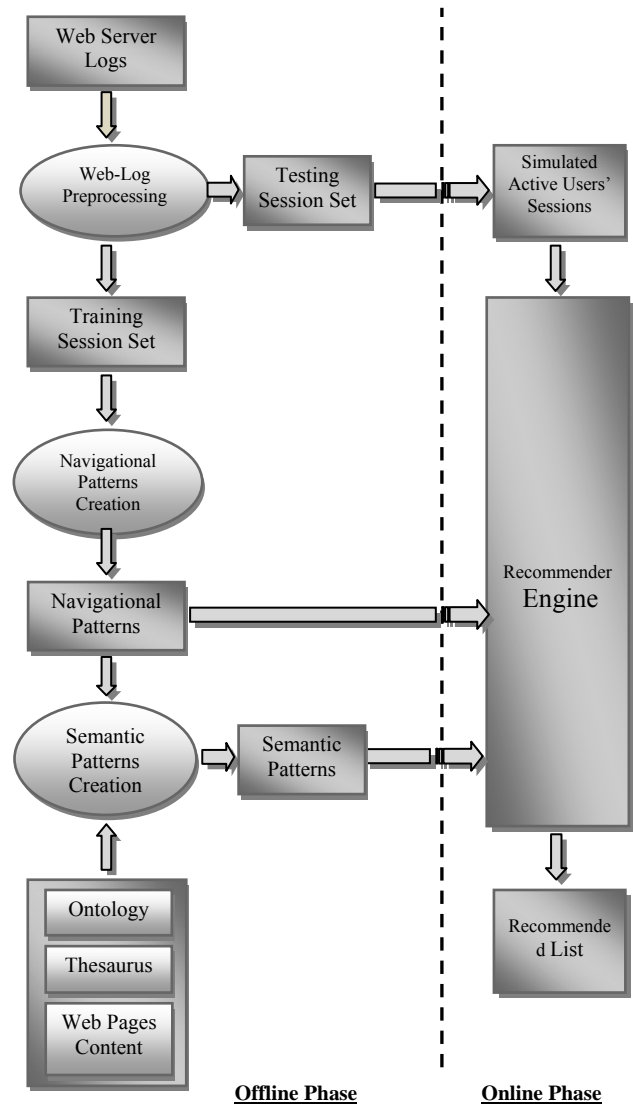 Web Server
Logs
Web-Log
Preprocessing
Testing
Session Set
Simulated
Active Users'
Sessions
Training
Session Set
Navigational
Patterns
Creation
Navigational
Patterns
Recommender
Engine
Semantic
Patterns
Creation
Semantic
Patterns
Ontology
Thesaurus
Web Pages
Content
Recommende
d List
Offline Phase
Online Phase